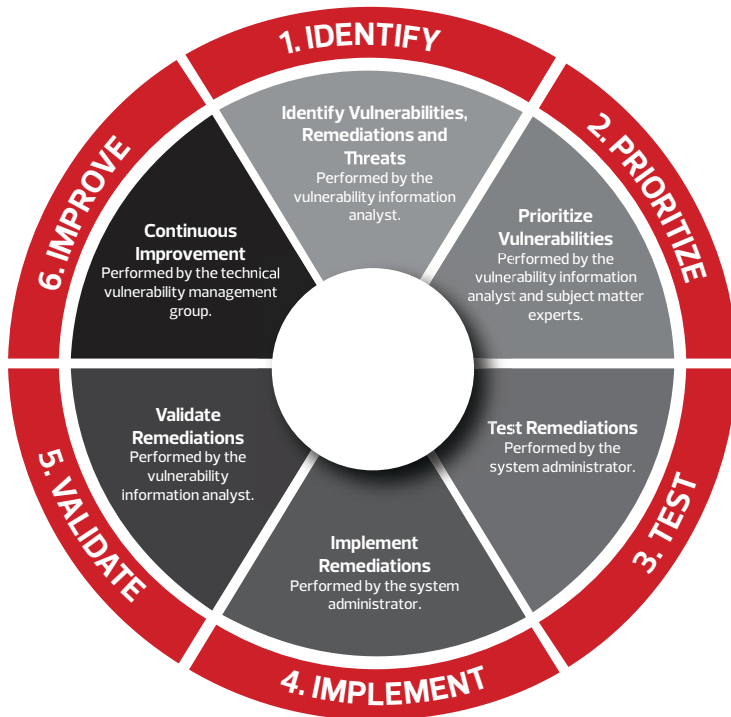 1. IDENTIFY
Identify Vulnerabilities,
Remediations and
Threats
Performed by the
vulnerability information
analyst.
2. PRIORITIZE
Prioritize
Vulnerabilities
Performed by the
vulnerability information
analyst and subject matter
experts.
3. TEST
Test Remediations
Performed by the
system administrator.
4. IMPLEMENT
Implement
Remediations
Performed by the system
administrator.
5. VALIDATE
Validate
Remediations
Performed by the
vulnerability
information analyst.
6. IMPROVE
Continuous
Improvement
Performed by the technical
vulnerability management
group.